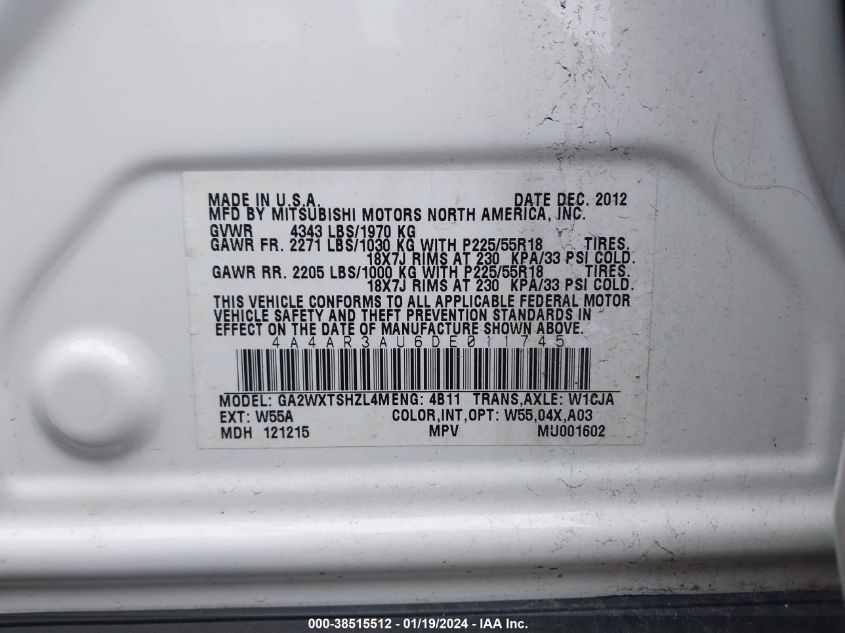 MADE IN U.S.A. DATE DEC. 2012
MFD BY MITSUBISHI MOTORS NORTH AMERICA, INC.
GVWR 4343 LBS/1970 KG
GAWR FR. 2271 LBS/1030 KG WITH P225/55R18 TIRES.
18X7J RIMS AT 230 KPA/33 PSI COLD.
GAWR RR. 2205 LBS/1000 KG WITH P225/55R18 TIRES.
18X7J RIMS AT 230 KPA/33 PSI COLD.
THIS VEHICLE CONFORMS TO ALL APPLICABLE FEDERAL MOTOR
VEHICLE SAFETY AND THEFT PREVENTION STANDARDS IN
EFFECT ON THE DATE OF MANUFACTURE SHOWN ABOVE.
4A4AR3AU6DE011745
MODEL: GA2WXTSHZL4M ENG: 4B11 TRANS,AXLE: W1CJA
EXT: W55A COLOR,INT,OPT: W55,04X,A03
MDH 121215 MPV MU001602
000-38515512 - 01/19/2024 - IAA Inc.